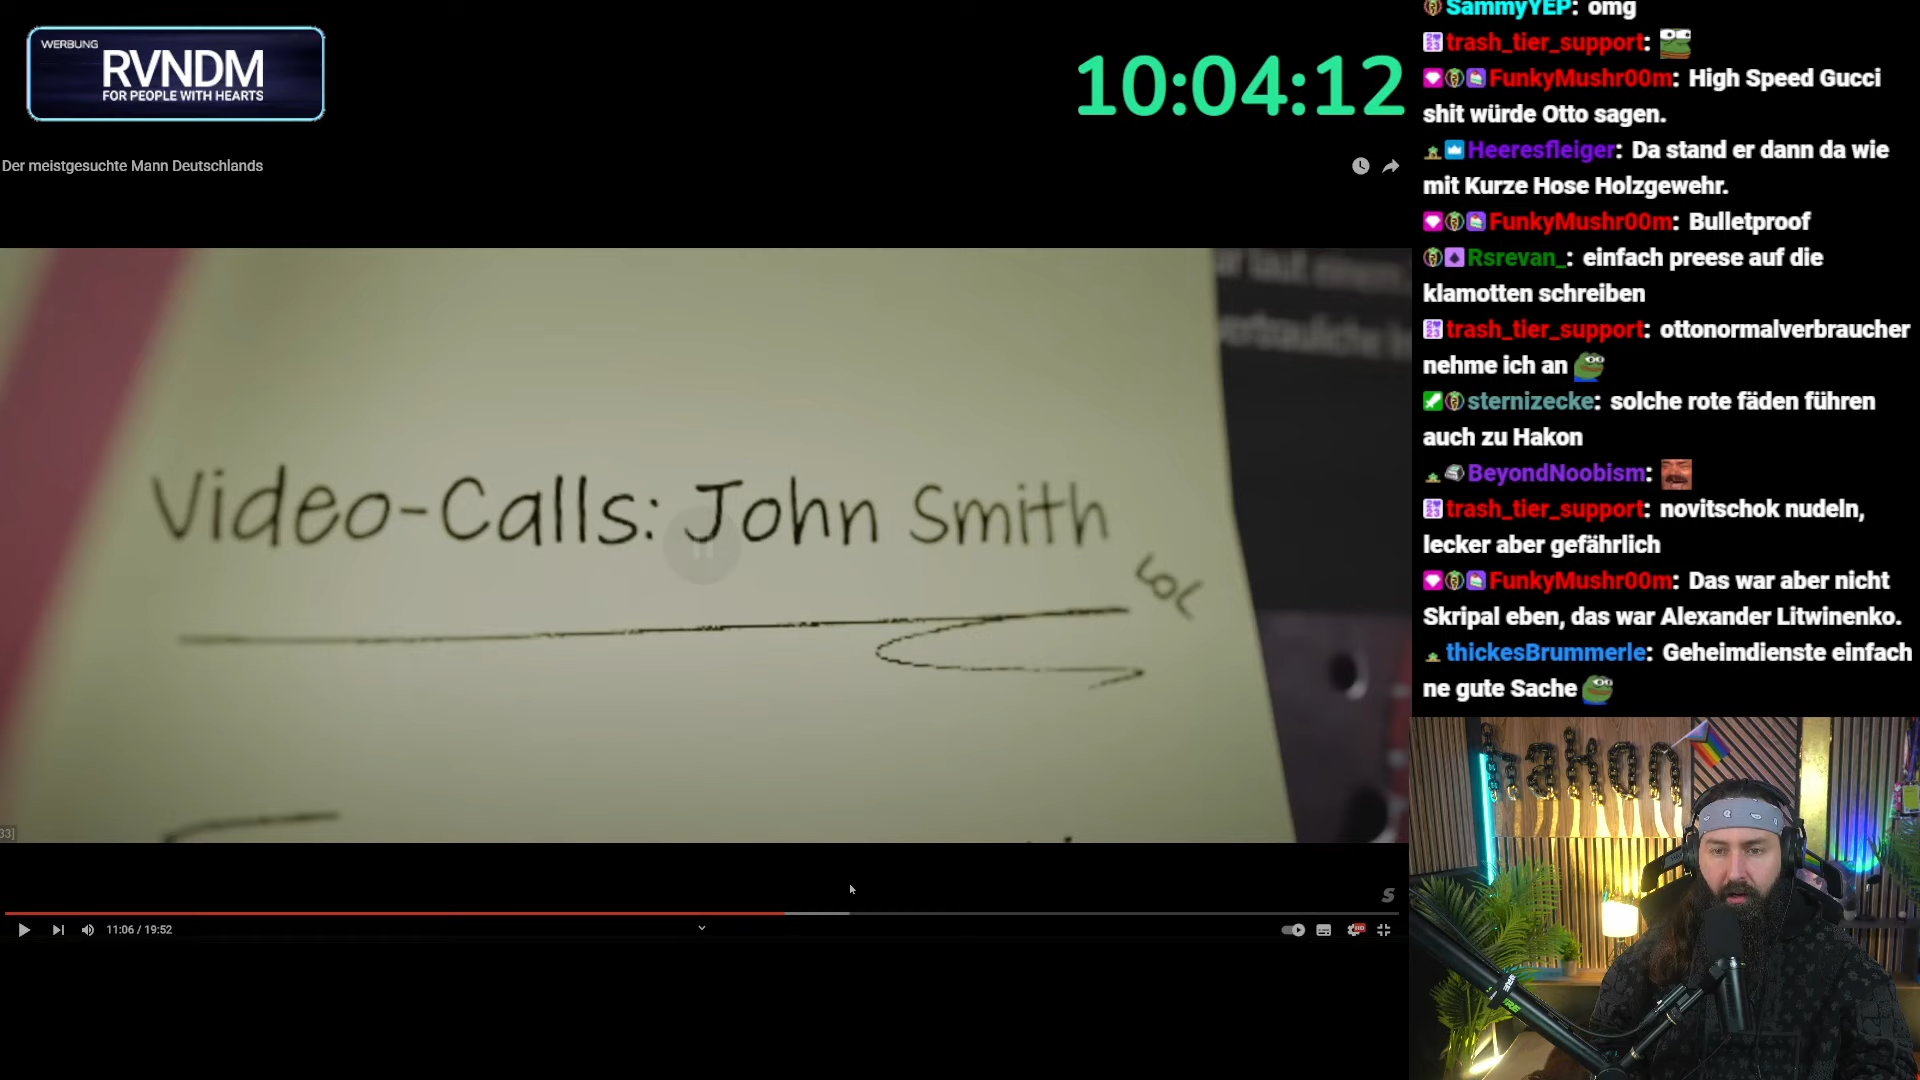 WERBUNG
RVNDM
FOR PEOPLE WITH HEARTS
10:04:12
Der meistgesuchte Mann Deutschlands
Video-Calls: John Smith
LOL
33]
11:06 / 19:52
S
SammyYEP: omg
trash_tier_support:
FunkyMushr00m: High Speed Gucci
shit würde Otto sagen.
Heeresfleiger: Da stand er dann da wie
mit Kurze Hose Holzgewehr.
FunkyMushr00m: Bulletproof
Rsrevan_: einfach preese auf die
klamotten schreiben
trash_tier_support: ottonormalverbraucher
nehme ich an
sternizecke: solche rote fäden führen
auch zu Hakon
BeyondNoobism:
trash_tier_support: novitschok nudeln,
lecker aber gefährlich
FunkyMushr00m: Das war aber nicht
Skripal eben, das war Alexander Litwinenko.
thickesBrummerle: Geheimdienste einfach
ne gute Sache
hakon